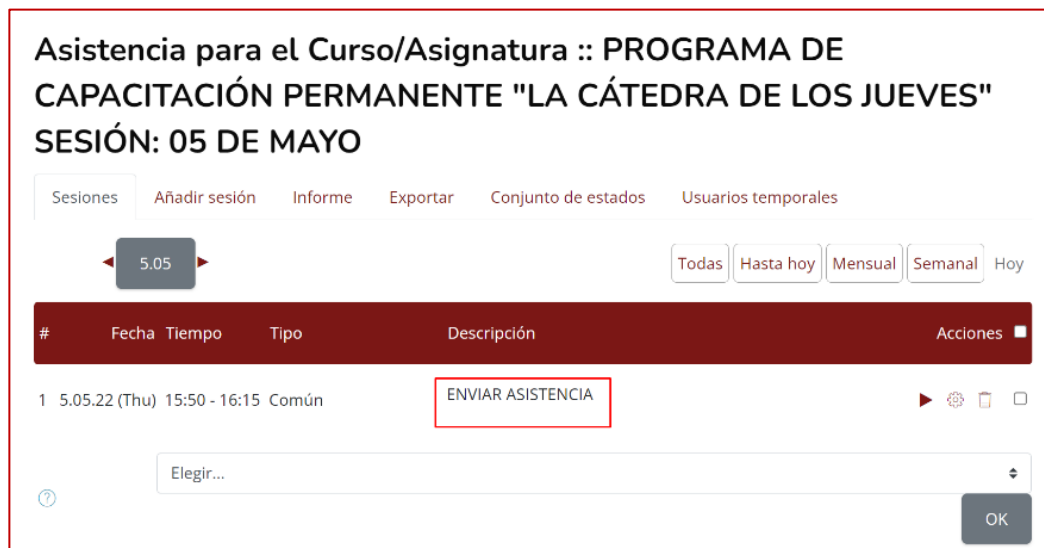 Asistencia para el Curso/Asignatura :: PROGRAMA DE
CAPACITACIÓN PERMANENTE "LA CÁTEDRA DE LOS JUEVES"
SESIÓN: 05 DE MAYO
Sesiones Añadir sesión Informe Exportar Conjunto de estados Usuarios temporales
5.05 Todas Hasta hoy Mensual Semanal Hoy
# Fecha Tiempo Tipo Descripción Acciones
1 5.05.22 (Thu) 15:50 - 16:15 Común ENVIAR ASISTENCIA
Elegir...
?
OK